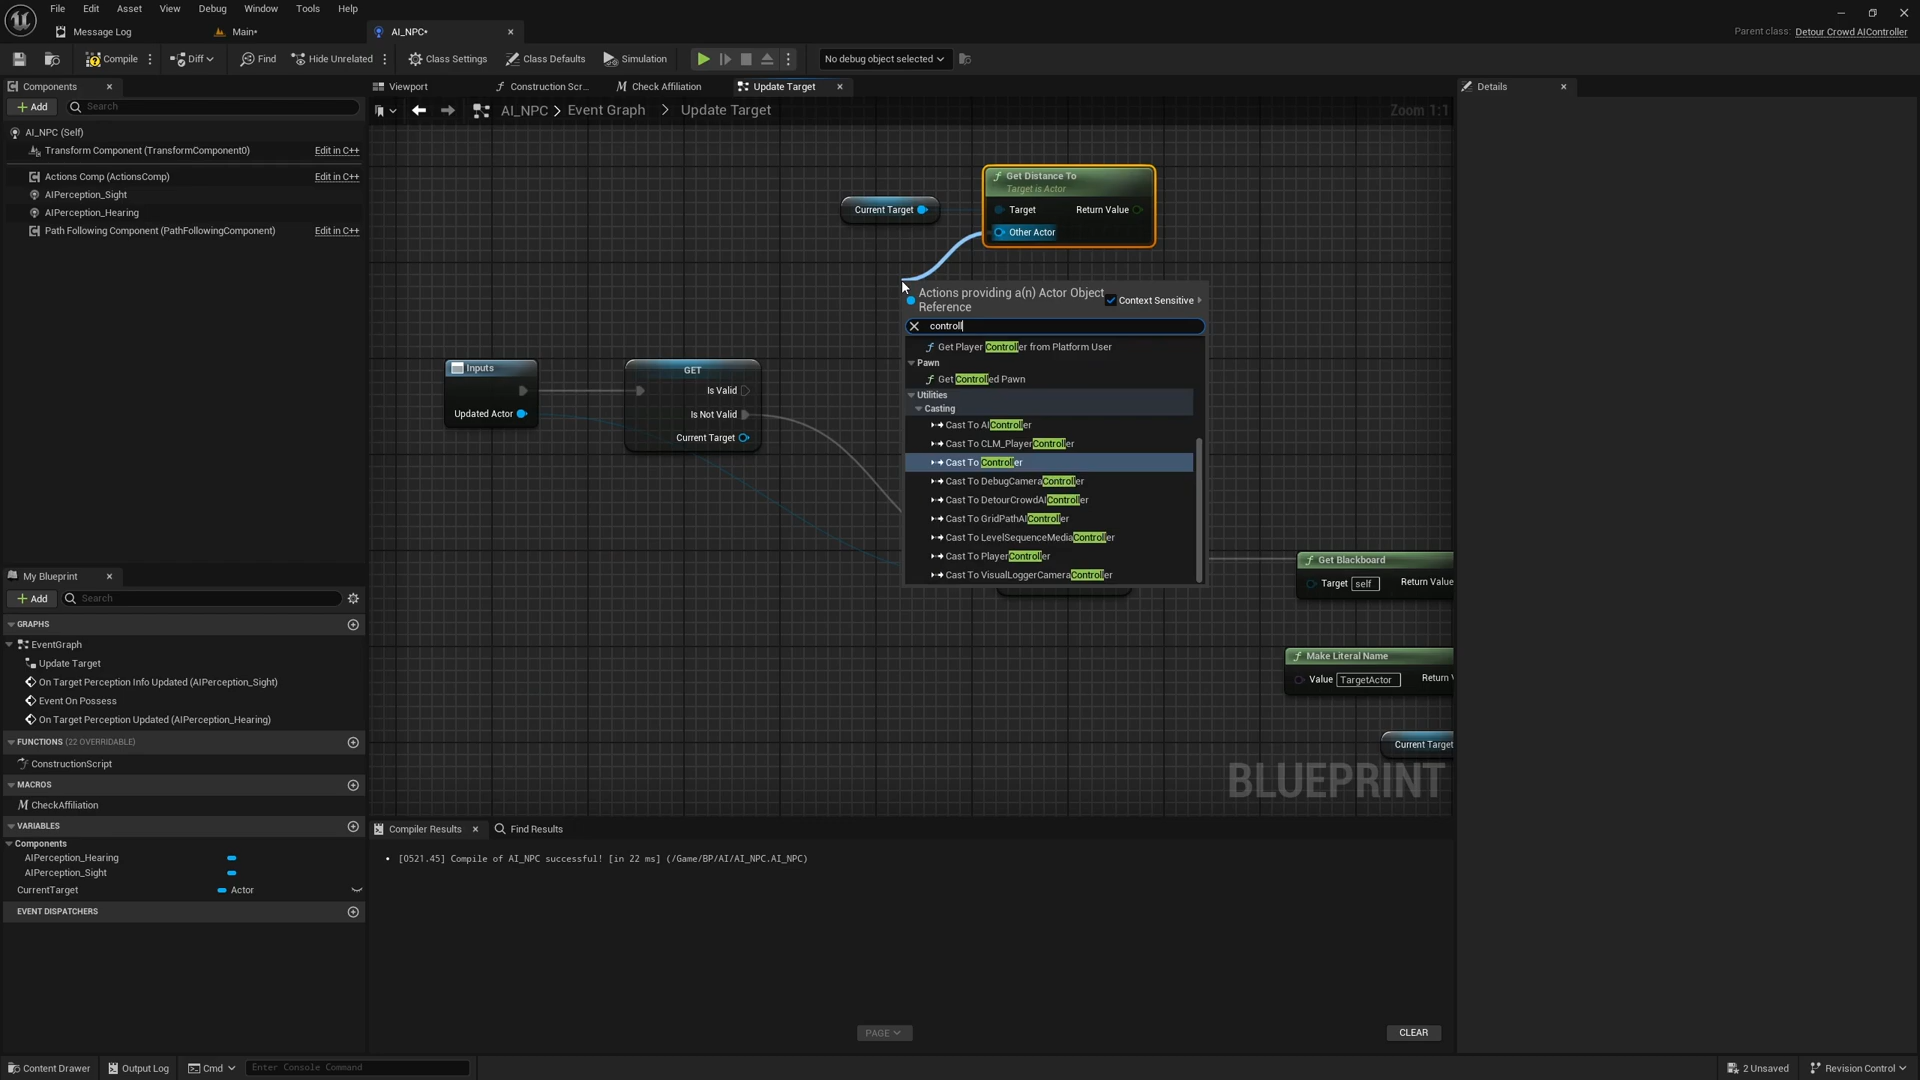 File Edit Asset View Debug Window Tools Help
Message Log Main* AI_NPC* Parent class: Detour Crowd AIController
Compile Diff Find Hide Unrelated Class Settings Class Defaults Simulation No debug object selected
Components Viewport Construction Scr... Check Affiliation Update Target Details
Add Search AI_NPC Event Graph > Update Target Zoom 1:1
AI_NPC (Self)
Transform Component (TransformComponent0) Edit in C++
Actions Comp (ActionsComp) Edit in C++
AIPerception_Sight
AIPerception_Hearing
Path Following Component (PathFollowingComponent) Edit in C++
Get Distance To
Target is Actor
Current Target
Target Return Value
Other Actor
Actions providing a(n) Actor Object Reference
Context Sensitive
controll
Get Player Controller from Platform User
Pawn
Get Controlled Pawn
Utilities
Casting
Cast To AIController
Cast To CLM_PlayerController
Cast To Controller
Cast To DebugCameraController
Cast To DetourCrowdAIController
Cast To GridPathAIController
Cast To LevelSequenceMediaController
Cast To PlayerController
Cast To VisualLoggerCameraController
Inputs
Updated Actor
GET
Is Valid
Is Not Valid
Current Target
Get Blackboard
Target self Return Value
Make Literal Name
Value TargetActor Return V
Current Target
BLUEPRINT
My Blueprint
Add Search
GRAPHS
EventGraph
Update Target
On Target Perception Info Updated (AIPerception_Sight)
Event On Possess
On Target Perception Updated (AIPerception_Hearing)
FUNCTIONS (22 OVERRIDABLE)
ConstructionScript
MACROS
CheckAffiliation
VARIABLES
Components
AIPerception_Hearing
AIPerception_Sight
CurrentTarget Actor
EVENT DISPATCHERS
Compiler Results Find Results
[0521.45] Compile of AI_NPC successful! [in 22 ms] (/Game/BP/AI/AI_NPC.AI_NPC)
PAGE CLEAR
Content Drawer Output Log Cmd Enter Console Command 2 Unsaved Revision Control